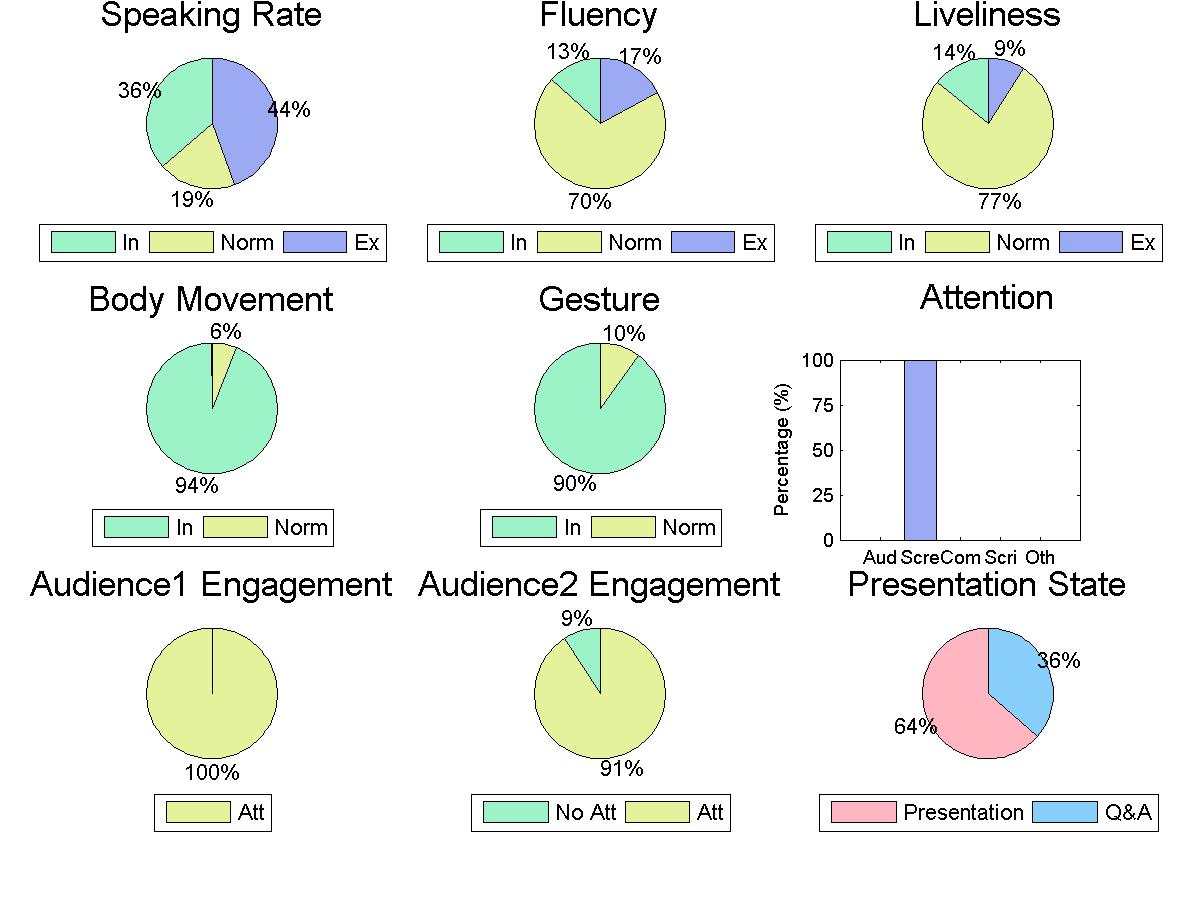 Speaking Rate
36%
44%
19%
In Norm Ex
Fluency
13%
17%
70%
In Norm Ex
Liveliness
14%
9%
77%
In Norm Ex
Body Movement
6%
94%
In Norm
Gesture
10%
90%
In Norm
Attention
Percentage (%)
100
75
50
25
0
Aud Scre Com Scri Oth
Audience1 Engagement
100%
Att
Audience2 Engagement
9%
91%
No Att Att
Presentation State
36%
64%
Presentation Q&A